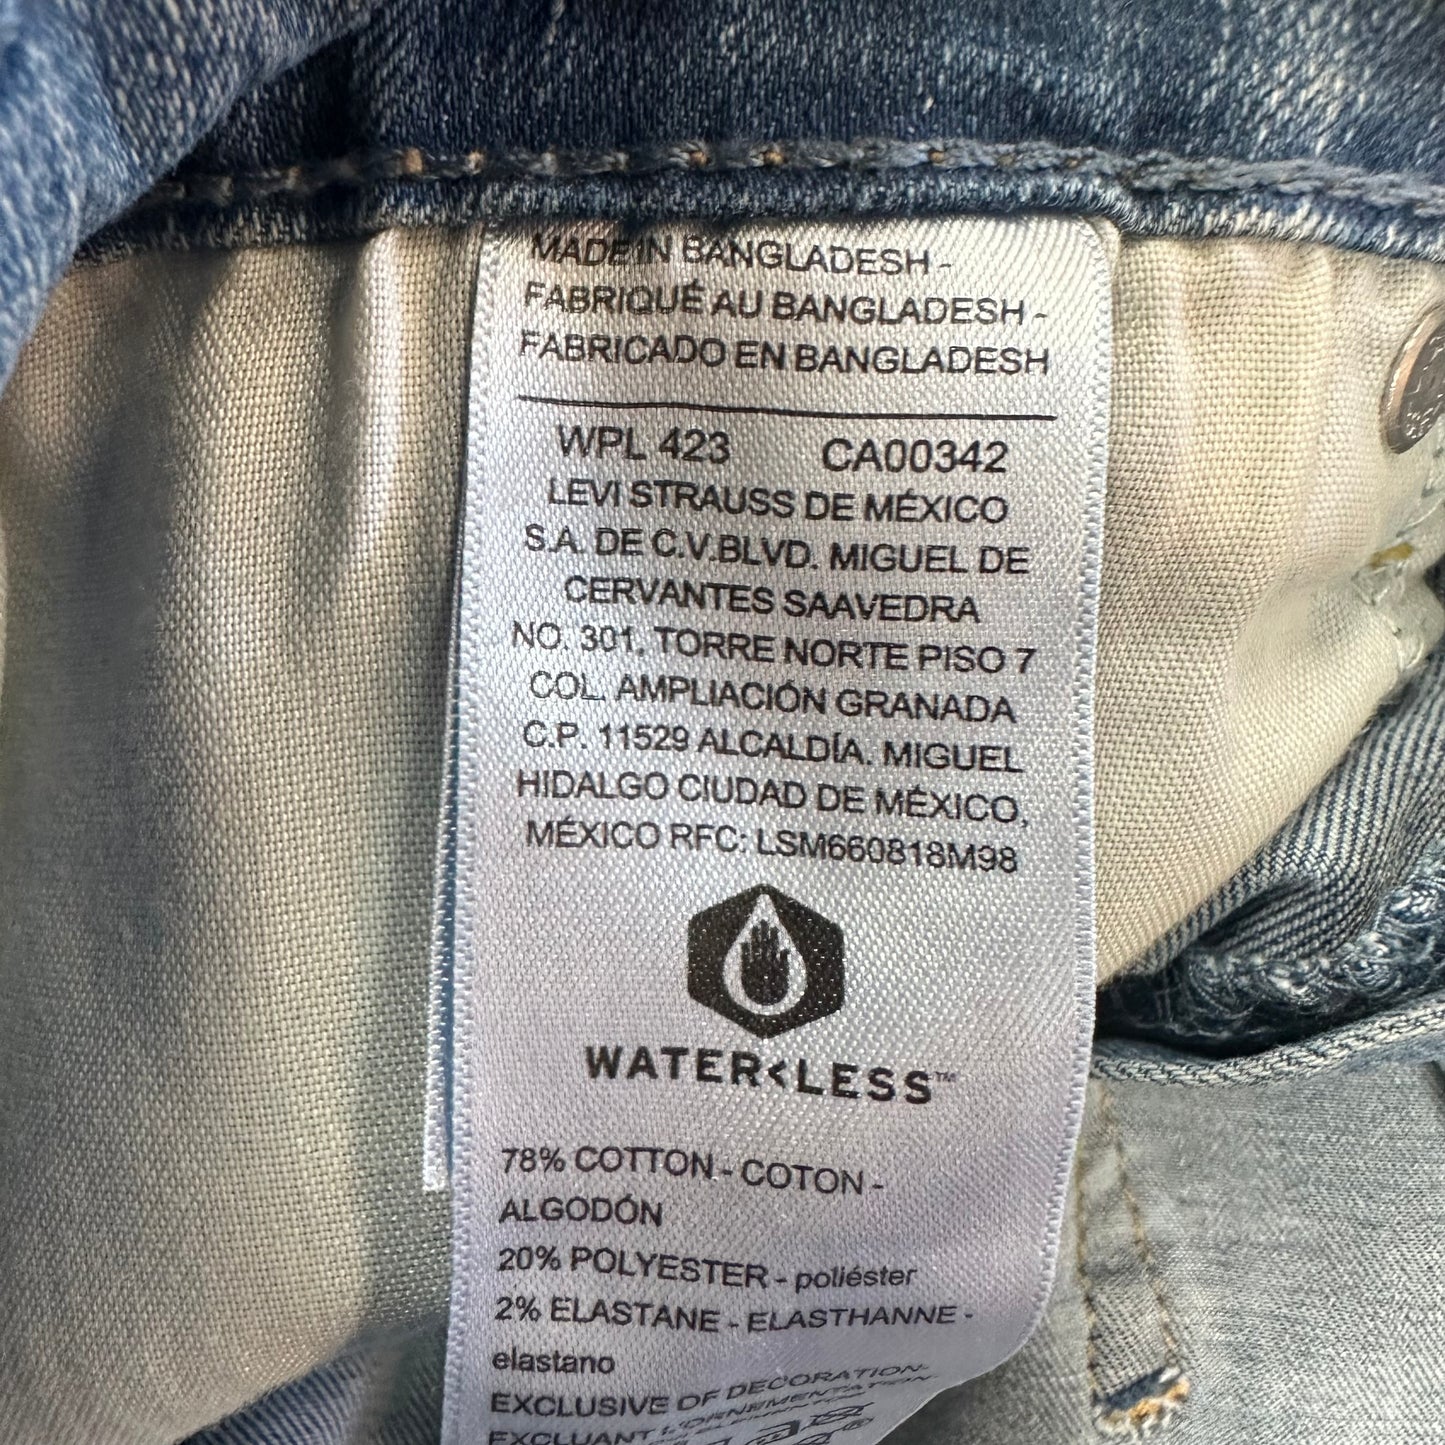 MADE IN BANGLADESH -
FABRIQUÉ AU BANGLADESH -
FABRICADO EN BANGLADESH
WPL 423 CA00342
LEVI STRAUSS DE MÉXICO
S.A. DE C.V.BLVD. MIGUEL DE
CERVANTES SAAVEDRA
NO. 301, TORRE NORTE PISO 7
COL. AMPLIACIÓN GRANADA
C.P. 11529 ALCALDÍA. MIGUEL
HIDALGO CIUDAD DE MÉXICO,
MÉXICO RFC: LSM660818M98
WATER<LESS™
78% COTTON - COTON -
ALGODÓN
20% POLYESTER - poliéster
2% ELASTANE - ELASTHANNE -
elastano
EXCLUSIVE OF DECORATION-
EXCLUANT L'ORNEMENTATION-